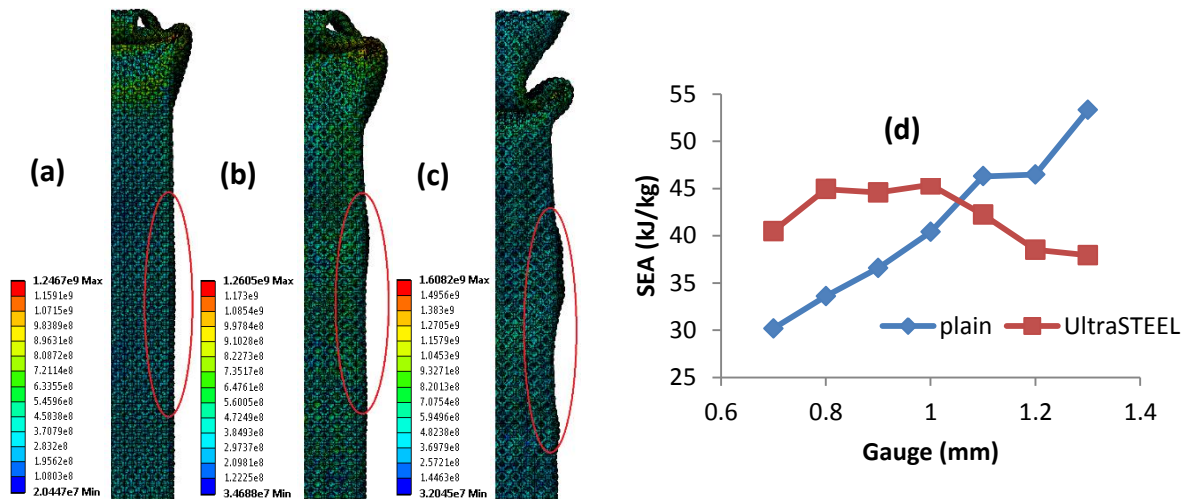 (a)
1.2467e9 Max
1.1591e9
1.0715e9
9.8389e8
8.9631e8
8.0872e8
7.2114e8
6.3355e8
5.4596e8
4.5838e8
3.7079e8
2.832e8
1.9562e8
1.0803e8
2.0447e7 Min
(b)
1.2605e9 Max
1.173e9
1.0854e9
9.9784e8
9.1028e8
8.2273e8
7.3517e8
6.4761e8
5.6005e8
4.7249e8
3.8493e8
2.9737e8
2.0981e8
1.2225e8
3.4688e7 Min
(c)
1.6082e9 Max
1.4956e9
1.383e9
1.2705e9
1.1579e9
1.0453e9
9.3271e8
8.2013e8
7.0754e8
5.9496e8
4.8238e8
3.6979e8
2.5721e8
1.4463e8
3.2045e7 Min
(d)
SEA (kJ/kg)
55
50
45
40
35
30
25
plain
UltraSTEEL
0.6
0.8
1
1.2
1.4
Gauge (mm)